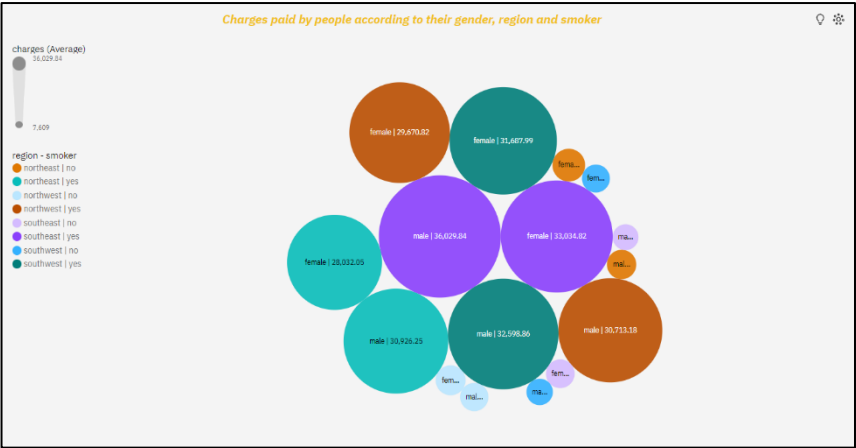 Charges paid by people according to their gender, region and smoker
charges (Average)
36,029.84
7,609
region - smoker
northeast | no
northeast | yes
northwest | no
northwest | yes
southeast | no
southeast | yes
southwest | no
southwest | yes
female | 29,670.82
female | 31,687.99
fema...
fem...
male | 36,029.84
female | 33,034.82
ma...
female | 28,032.05
mal...
male | 30,926.25
male | 32,598.86
male | 30,713.18
fem...
fem...
mal...
ma...